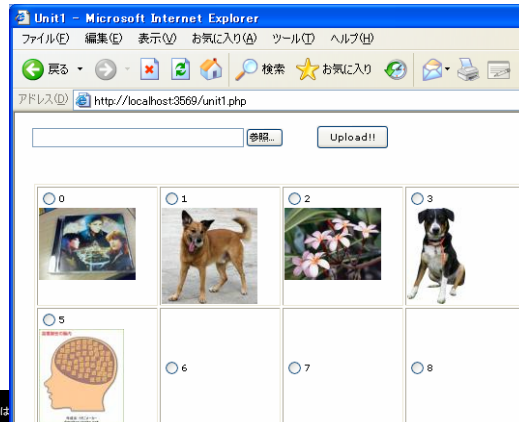 Unit1 - Microsoft Internet Explorer
ファイル(F) 編集(E) 表示(V) お気に入り(A) ツール(T) ヘルプ(H)
戻る 検索 お気に入り
アドレス(D) http://localhost:3569/unit1.php
参照... Upload!!
0 1 2 3
5
6 7 8
は